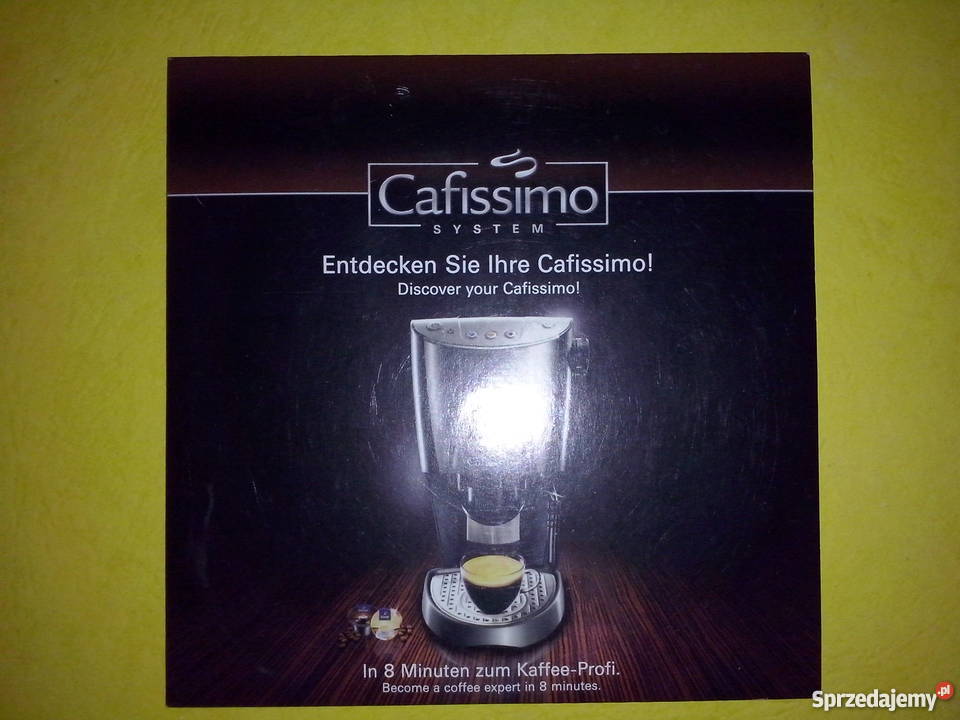 Cafissimo
SYSTEM
Entdecken Sie Ihre Cafissimo!
Discover your Cafissimo!
In 8 Minuten zum Kaffee-Profi.
Become a coffee expert in 8 minutes.
Sprzedajemy.pl